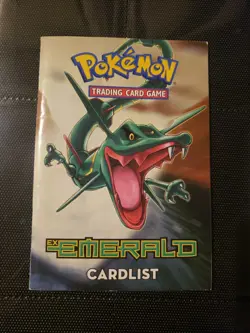 POKéMON
TRADING CARD GAME
EX
EMERALD
CARDLIST